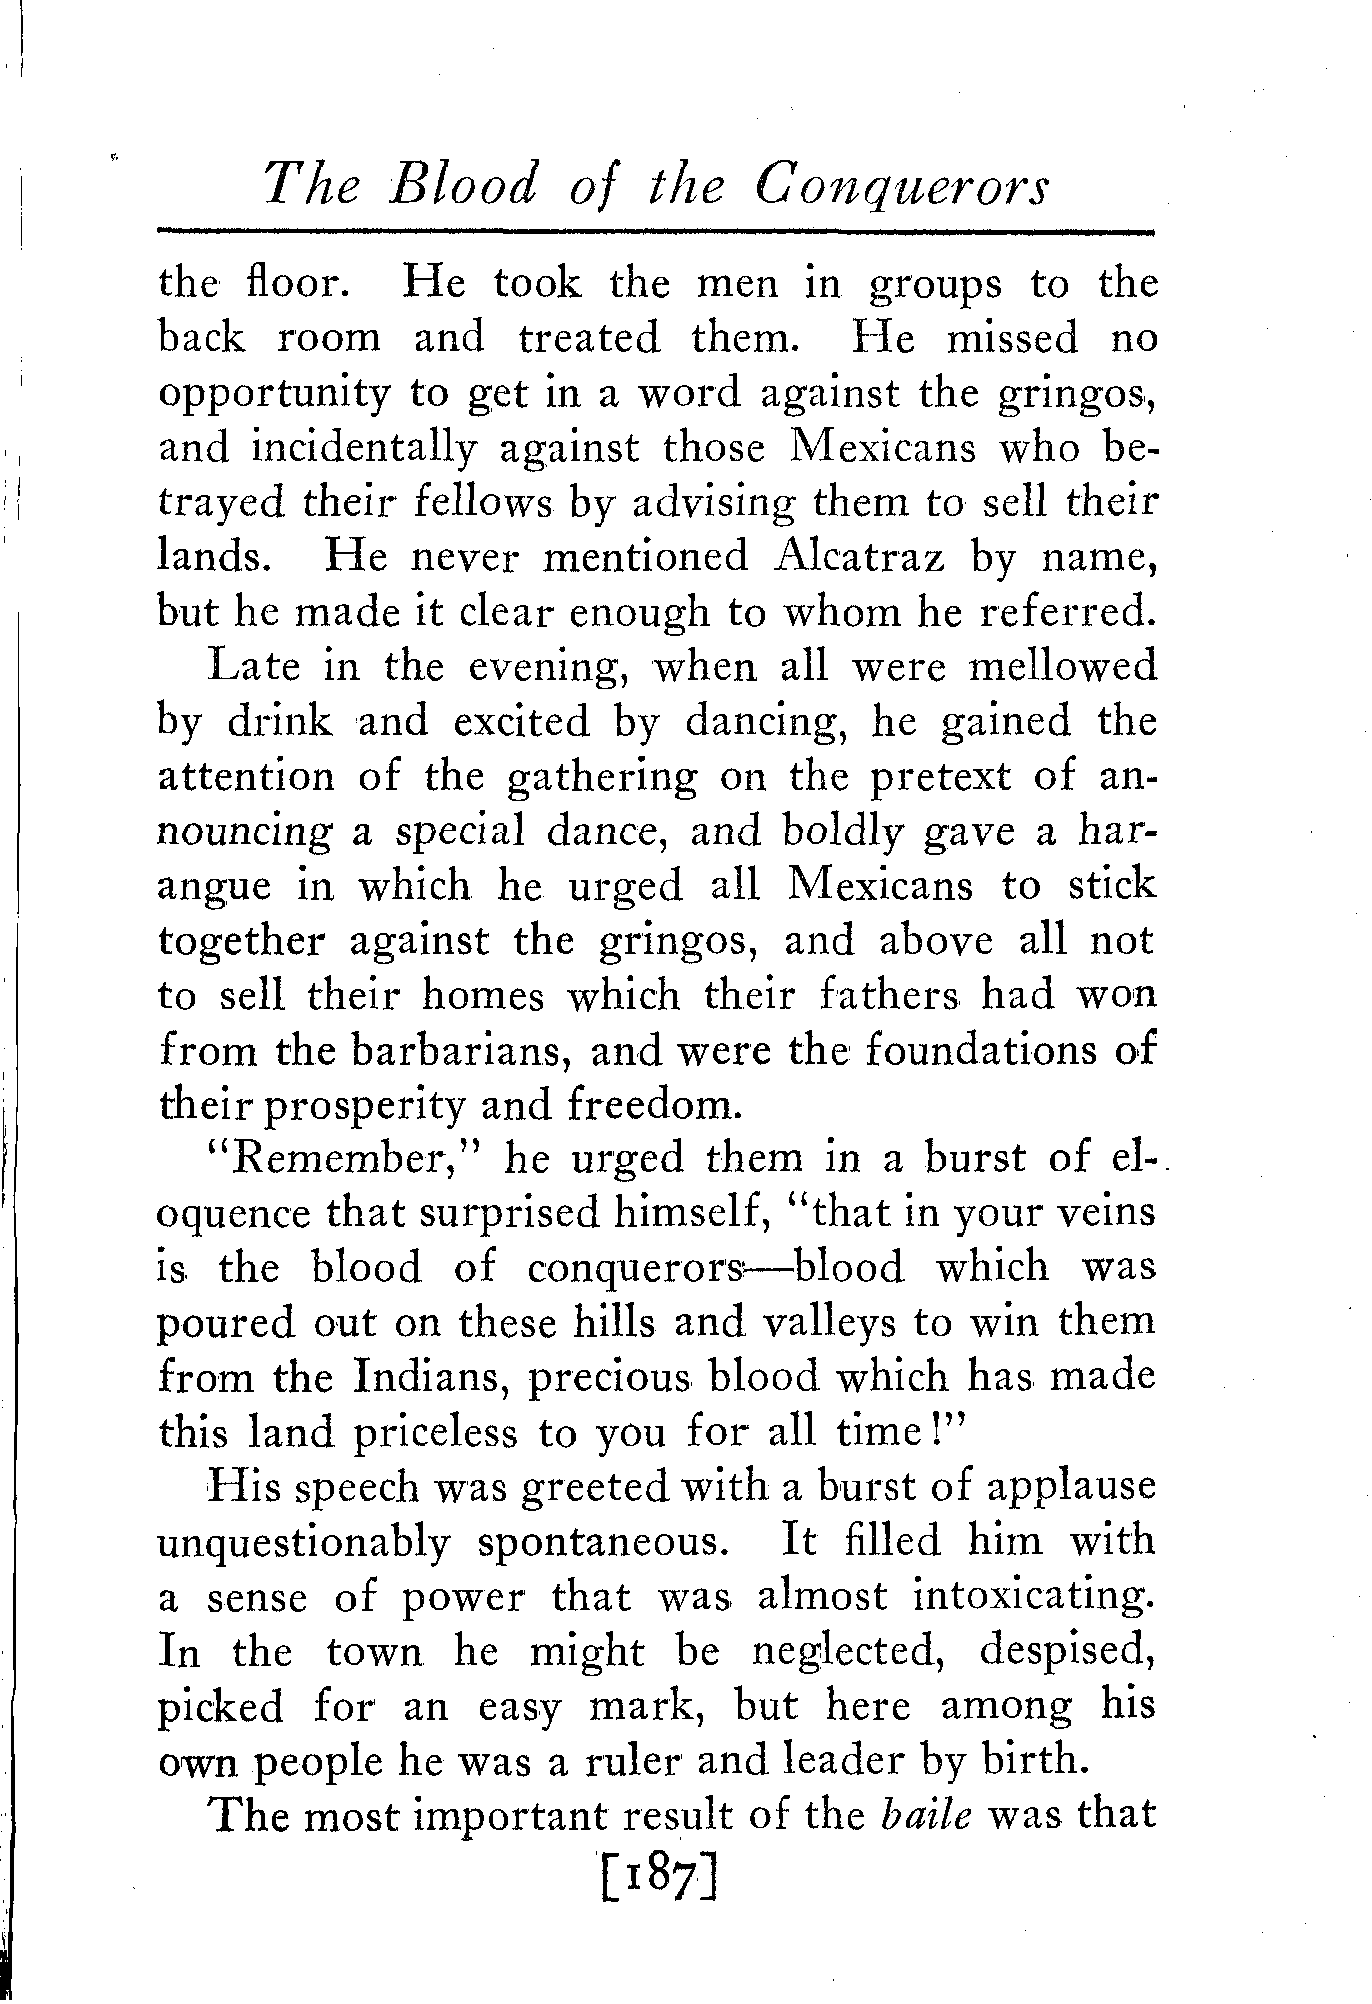 The Blood of the Conquerors
the floor. He took the men in groups to the
back room and treated them. He missed no
opportunity to get in a word against the gringos,
and incidentally against those Mexicans who be-
trayed their fellows by advising them to sell their
lands. He never mentioned Alcatraz by name,
but he made it clear enough to whom he referred.
Late in the evening, when all were mellowed
by drink and excited by dancing, he gained the
attention of the gathering on the pretext of an-
nouncing a special dance, and boldly gave a har-
angue in which he urged all Mexicans to stick
together against the gringos, and above all not
to sell their homes which their fathers had won
from the barbarians, and were the foundations of
their prosperity and freedom.
"Remember," he urged them in a burst of el-
oquence that surprised himself, "that in your veins
is the blood of conquerors—blood which was
poured out on these hills and valleys to win them
from the Indians, precious blood which has made
this land priceless to you for all time!"
His speech was greeted with a burst of applause
unquestionably spontaneous. It filled him with
a sense of power that was almost intoxicating.
In the town he might be neglected, despised,
picked for an easy mark, but here among his
own people he was a ruler and leader by birth.
The most important result of the baile was that
[187]